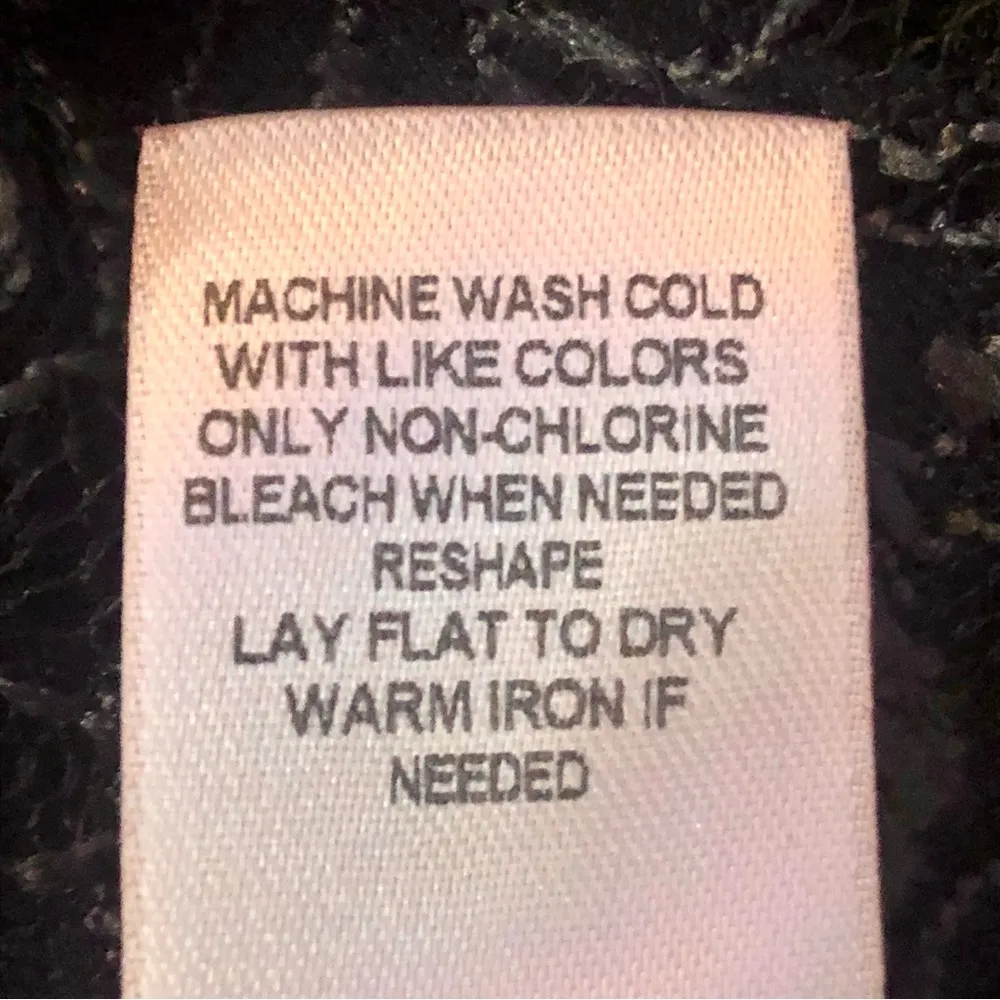 MACHINE WASH COLD
WITH LIKE COLORS
ONLY NON-CHLORINE
BLEACH WHEN NEEDED
RESHAPE
LAY FLAT TO DRY
WARM IRON IF
NEEDED